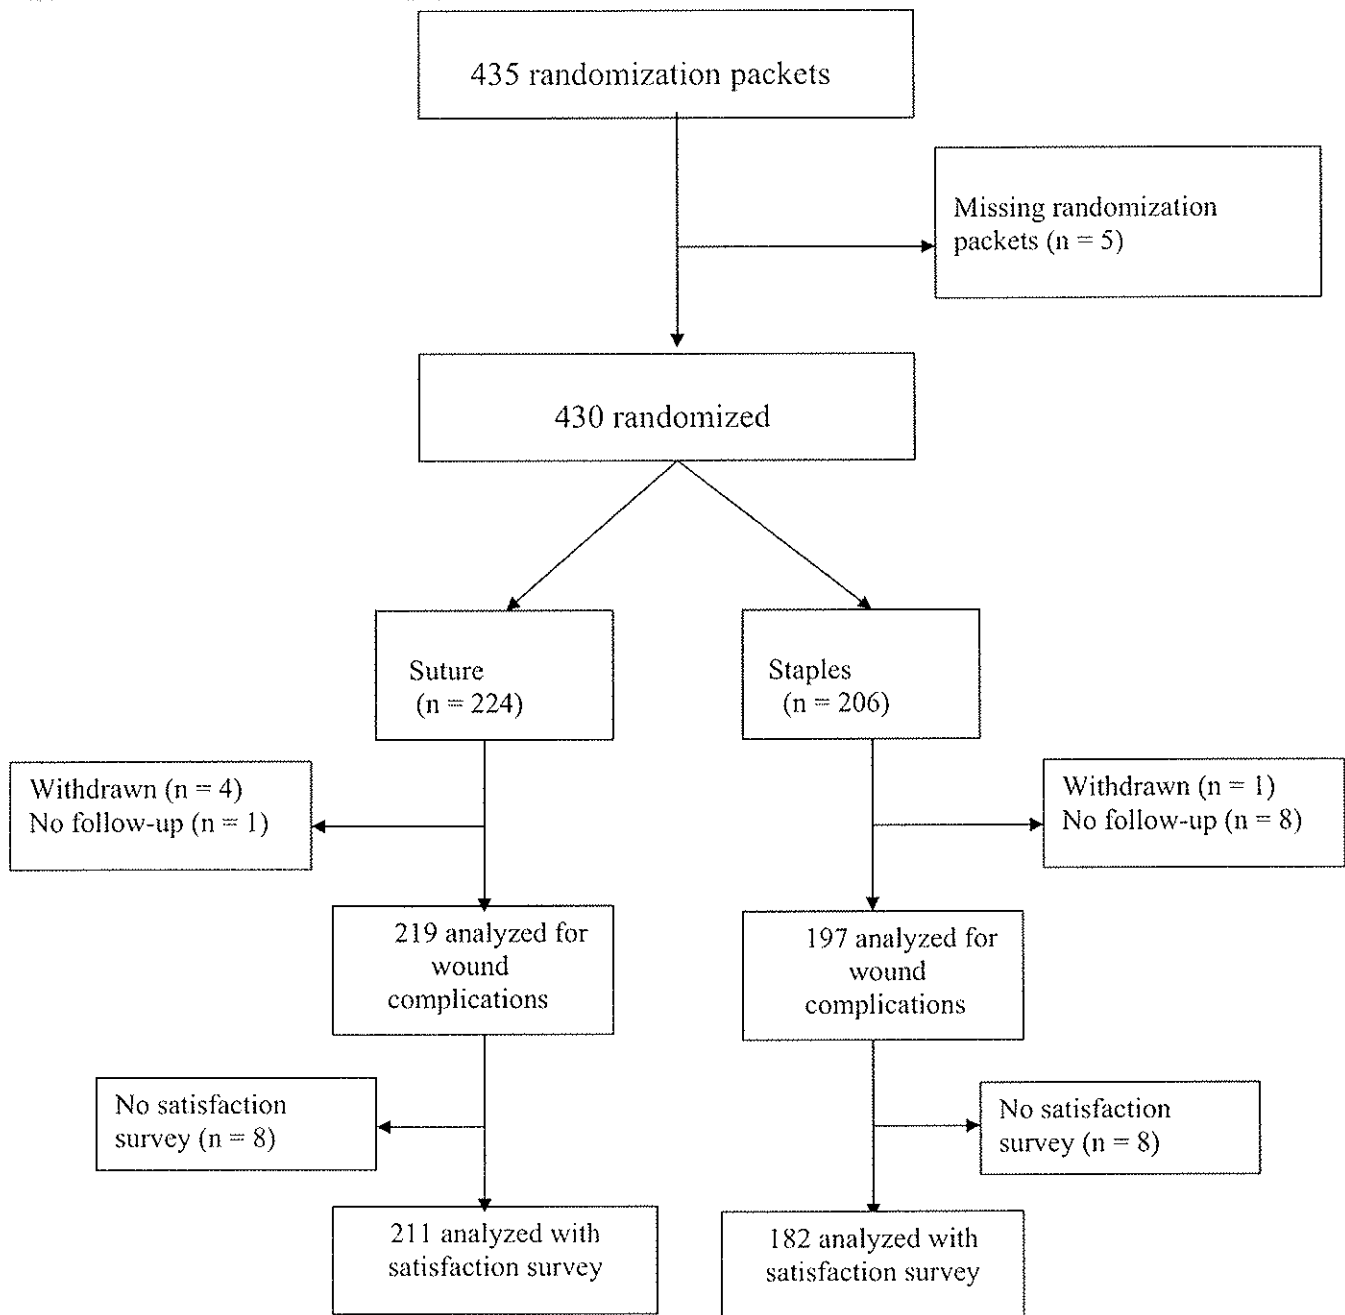 435 randomization packets
Missing randomization
packets (n = 5)
430 randomized
Suture
(n = 224)
Staples
(n = 206)
Withdrawn (n = 4)
No follow-up (n = 1)
Withdrawn (n = 1)
No follow-up (n = 8)
219 analyzed for
wound
complications
197 analyzed for
wound
complications
No satisfaction
survey (n = 8)
No satisfaction
survey (n = 8)
211 analyzed with
satisfaction survey
182 analyzed with
satisfaction survey